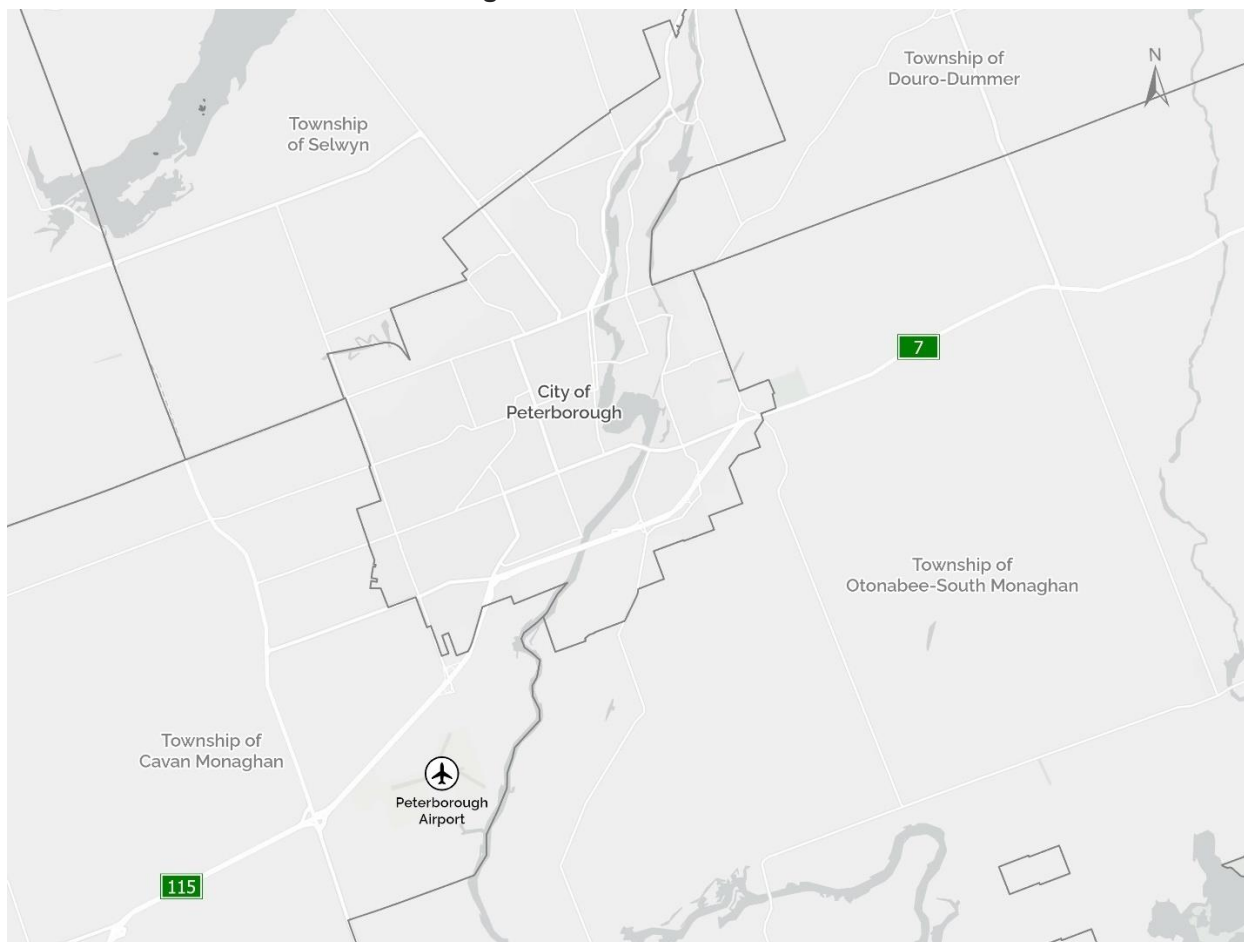 Township of
Douro-Dummer
N
Township
of Selwyn
7
City of
Peterborough
Township of
Otonabee-South Monaghan
Township of
Cavan Monaghan
Peterborough
Airport
115